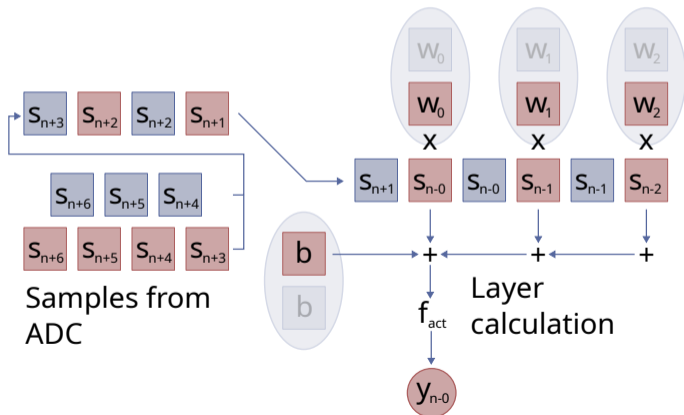 w₀ w₁ w₂
w₀ w₁ w₂
x x x
sₙ₊₃ sₙ₊₂ sₙ₊₂ sₙ₊₁
sₙ₊₁ sₙ₋₀ sₙ₋₀ sₙ₋₁ sₙ₋₁ sₙ₋₂
sₙ₊₆ sₙ₊₅ sₙ₊₄
sₙ₊₆ sₙ₊₅ sₙ₊₄ sₙ₊₃
b + + +
b
Samples from
ADC
Layer
calculation
f_act
yₙ₋₀